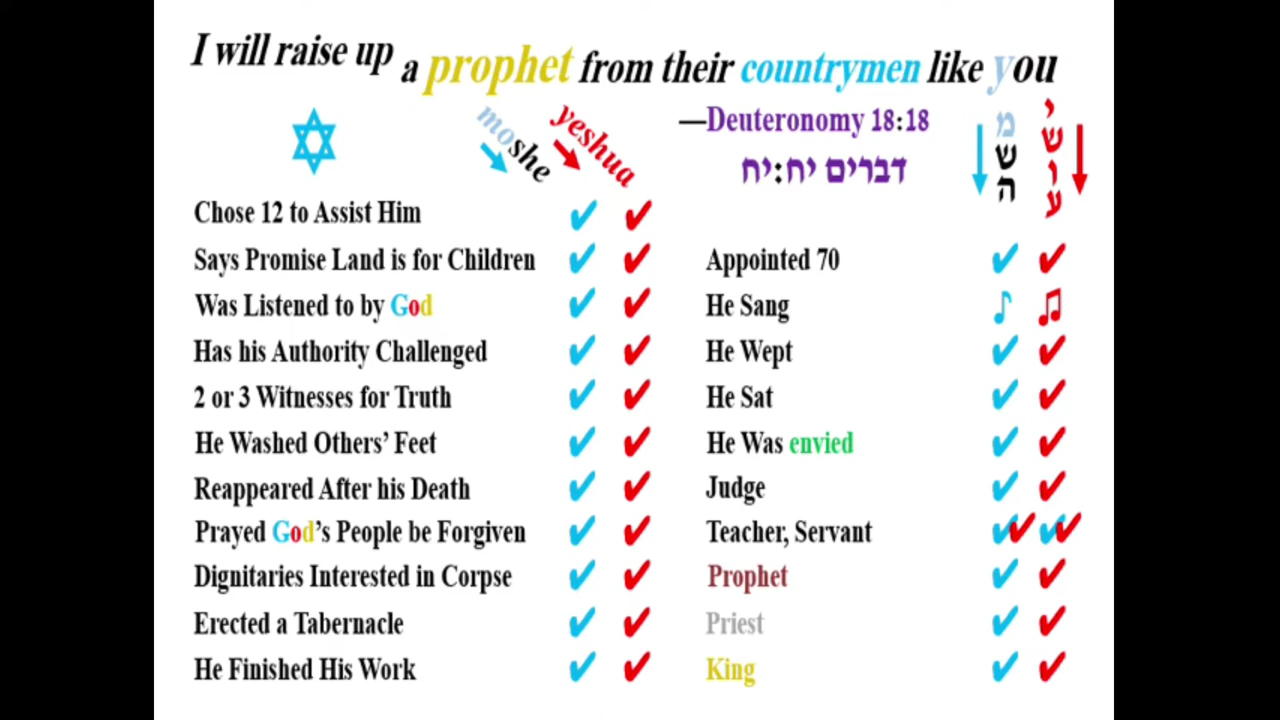 I will raise up a prophet from their countrymen like you
—Deuteronomy 18:18
דברים יח:יח
moshe
yeshua
משה
ישוע
Chose 12 to Assist Him
Says Promise Land is for Children
Was Listened to by God
Has his Authority Challenged
2 or 3 Witnesses for Truth
He Washed Others’ Feet
Reappeared After his Death
Prayed God’s People be Forgiven
Dignitaries Interested in Corpse
Erected a Tabernacle
He Finished His Work
Appointed 70
He Sang
He Wept
He Sat
He Was envied
Judge
Teacher, Servant
Prophet
Priest
King